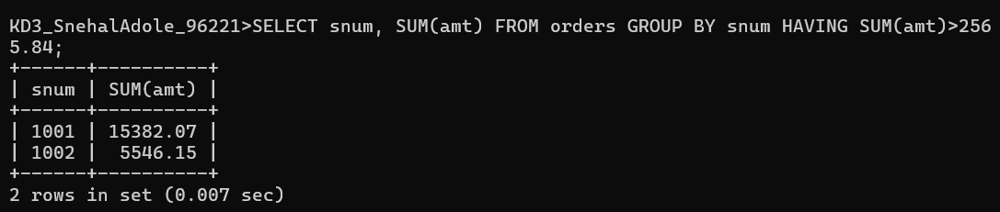 KD3_SnehalAdole_96221>SELECT snum, SUM(amt) FROM orders GROUP BY snum HAVING SUM(amt)>256
5.84;
+------+----------+
| snum | SUM(amt) |
+------+----------+
| 1001 | 15382.07 |
| 1002 |  5546.15 |
+------+----------+
2 rows in set (0.007 sec)